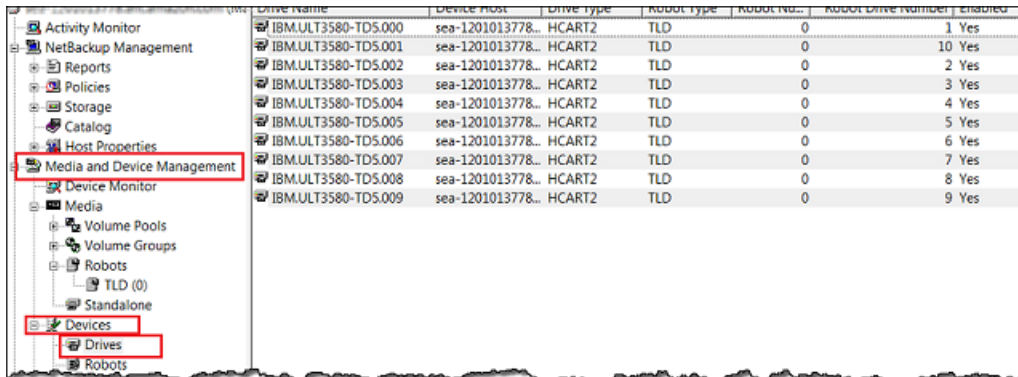 Drive Name Device Host Drive Type Robot Type Robot Nu... Robot Drive Number Enabled
Activity Monitor
NetBackup Management
Reports
Policies
Storage
Catalog
Host Properties
Media and Device Management
Device Monitor
Media
Volume Pools
Volume Groups
Robots
TLD (0)
Standalone
Devices
Drives
Robots
IBM.ULT3580-TD5.000 sea-1201013778... HCART2 TLD 0 1 Yes
IBM.ULT3580-TD5.001 sea-1201013778... HCART2 TLD 0 10 Yes
IBM.ULT3580-TD5.002 sea-1201013778... HCART2 TLD 0 2 Yes
IBM.ULT3580-TD5.003 sea-1201013778... HCART2 TLD 0 3 Yes
IBM.ULT3580-TD5.004 sea-1201013778... HCART2 TLD 0 4 Yes
IBM.ULT3580-TD5.005 sea-1201013778... HCART2 TLD 0 5 Yes
IBM.ULT3580-TD5.006 sea-1201013778... HCART2 TLD 0 6 Yes
IBM.ULT3580-TD5.007 sea-1201013778... HCART2 TLD 0 7 Yes
IBM.ULT3580-TD5.008 sea-1201013778... HCART2 TLD 0 8 Yes
IBM.ULT3580-TD5.009 sea-1201013778... HCART2 TLD 0 9 Yes